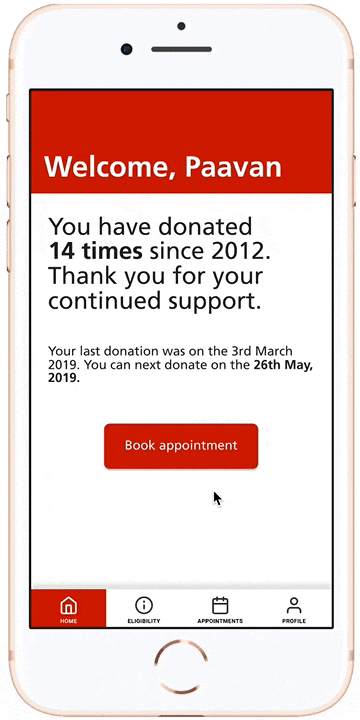 Welcome, Paavan
You have donated
14 times since 2012.
Thank you for your
continued support.
Your last donation was on the 3rd March
2019. You can next donate on the 26th May,
2019.
Book appointment
HOME ELIGIBILITY APPOINTMENTS PROFILE